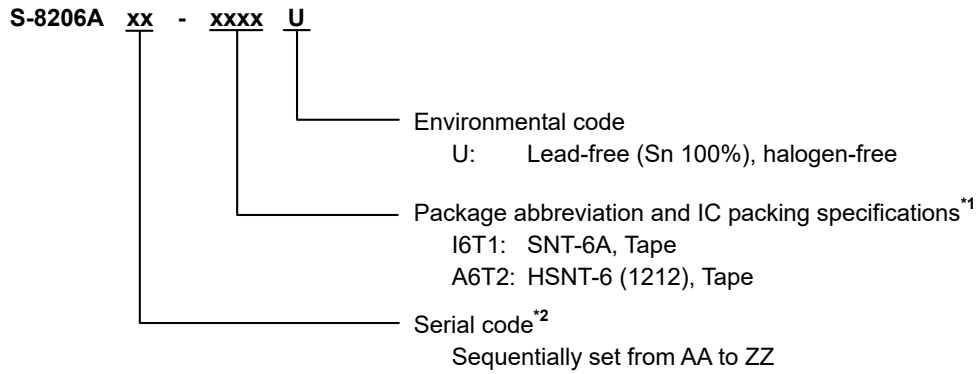 S-8206A xx - xxxx U
Environmental code
U: Lead-free (Sn 100%), halogen-free
Package abbreviation and IC packing specifications*1
I6T1: SNT-6A, Tape
A6T2: HSNT-6 (1212), Tape
Serial code*2
Sequentially set from AA to ZZ